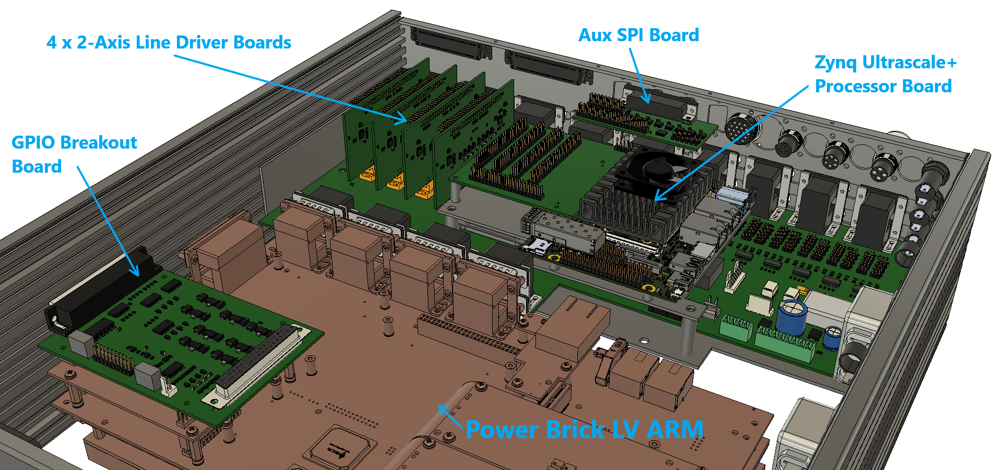 4 x 2-Axis Line Driver Boards
Aux SPI Board
Zynq Ultrascale+
Processor Board
GPIO Breakout
Board
Power Brick LV ARM